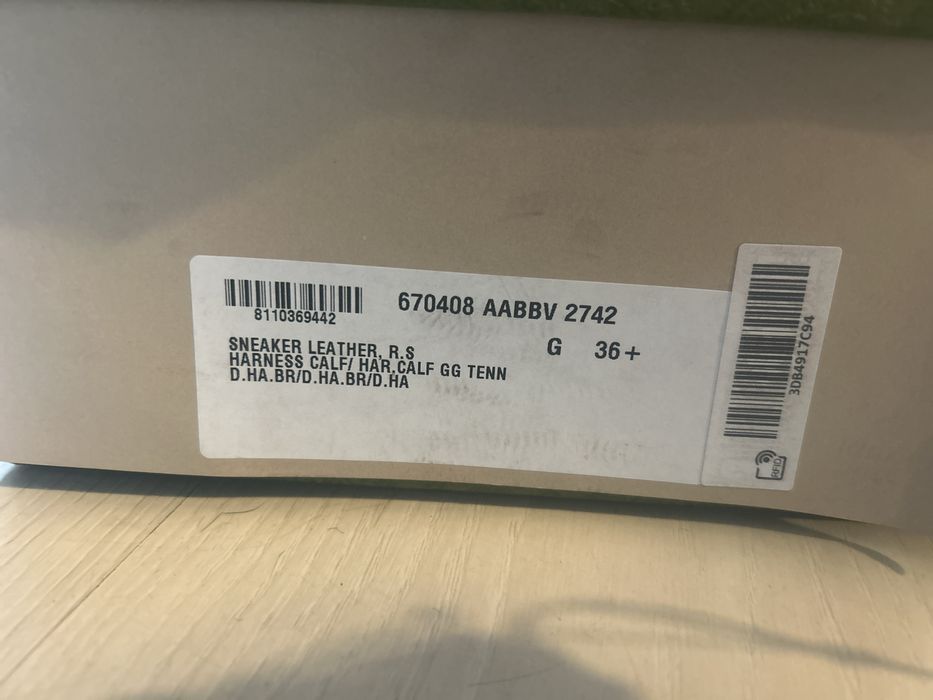 670408 AABBV 2742
8110369442
G 36+
SNEAKER LEATHER, R.S
HARNESS CALF/ HAR.CALF GG TENN
D.HA.BR/D.HA.BR/D.HA
3DB4917C94
RFID